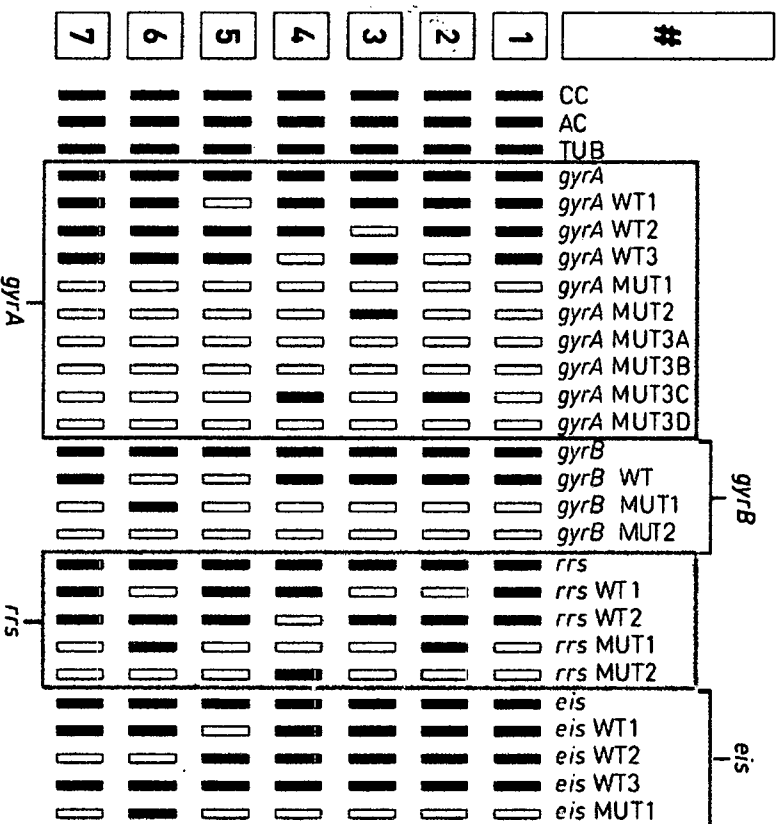 7 6 5 4 3 2 1 #
CC
AC
TUB
gyrA
gyrA WT1
gyrA WT2
gyrA WT3
gyrA MUT1
gyrA MUT2
gyrA MUT3A
gyrA MUT3B
gyrA MUT3C
gyrA MUT3D
gyrA
gyrB
gyrB WT
gyrB MUT1
gyrB MUT2
gyrB
rrs
rrs WT1
rrs WT2
rrs MUT1
rrs MUT2
rrs
eis
eis WT1
eis WT2
eis WT3
eis MUT1
eis